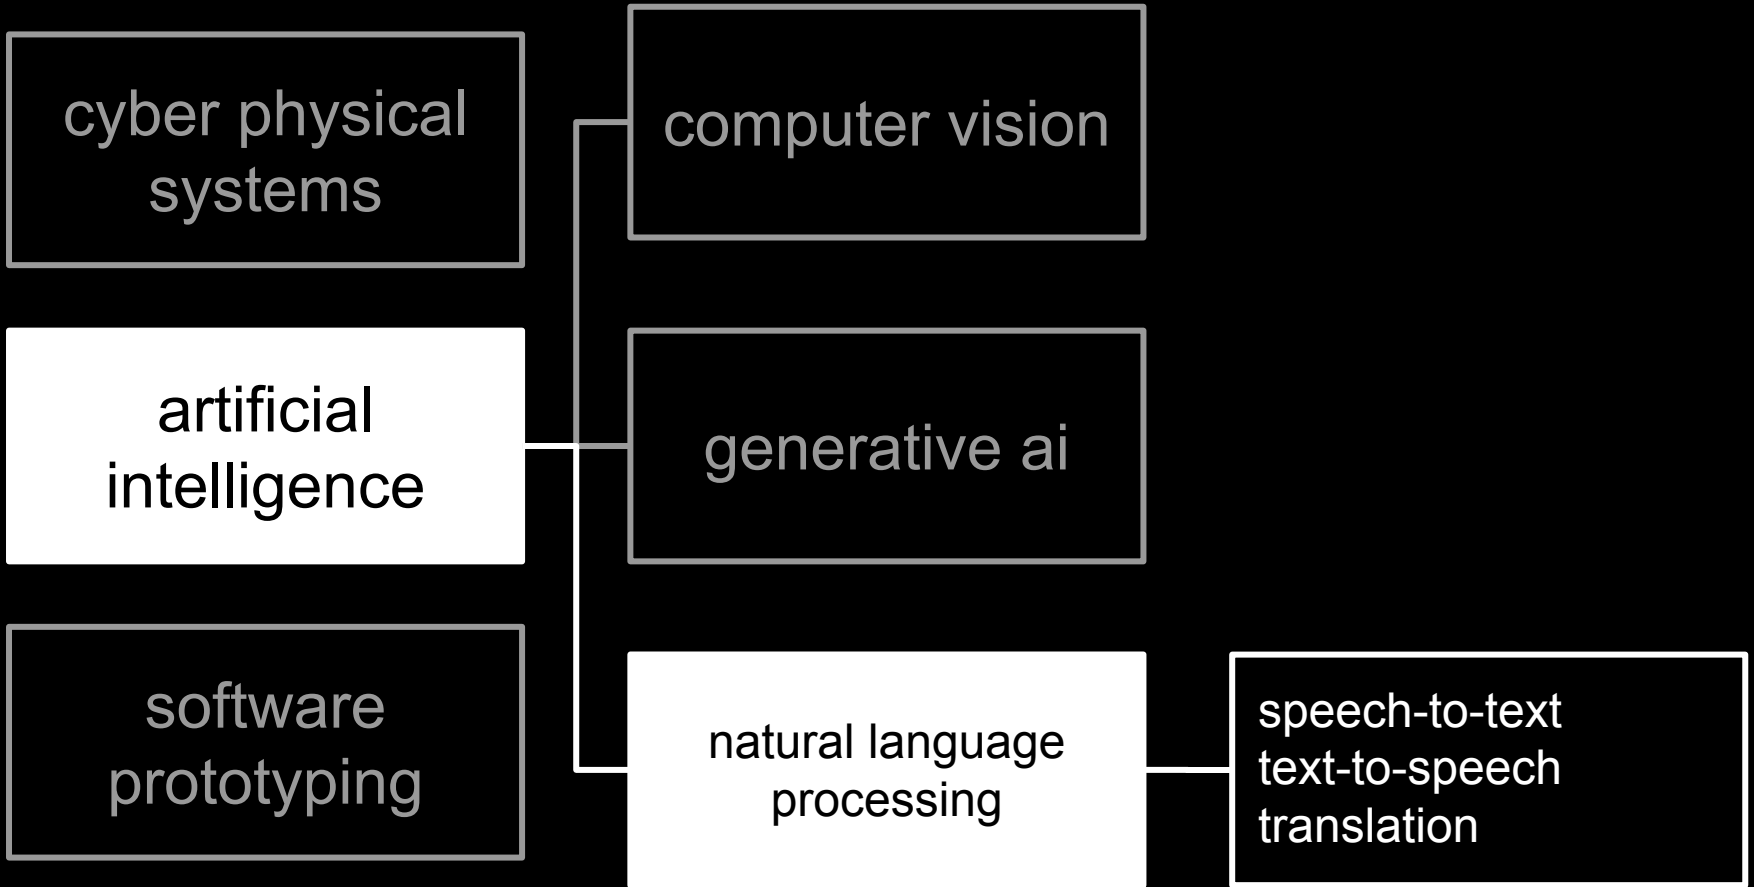 cyber physical
systems
computer vision
artificial
intelligence
generative ai
software
prototyping
natural language
processing
speech-to-text
text-to-speech
translation